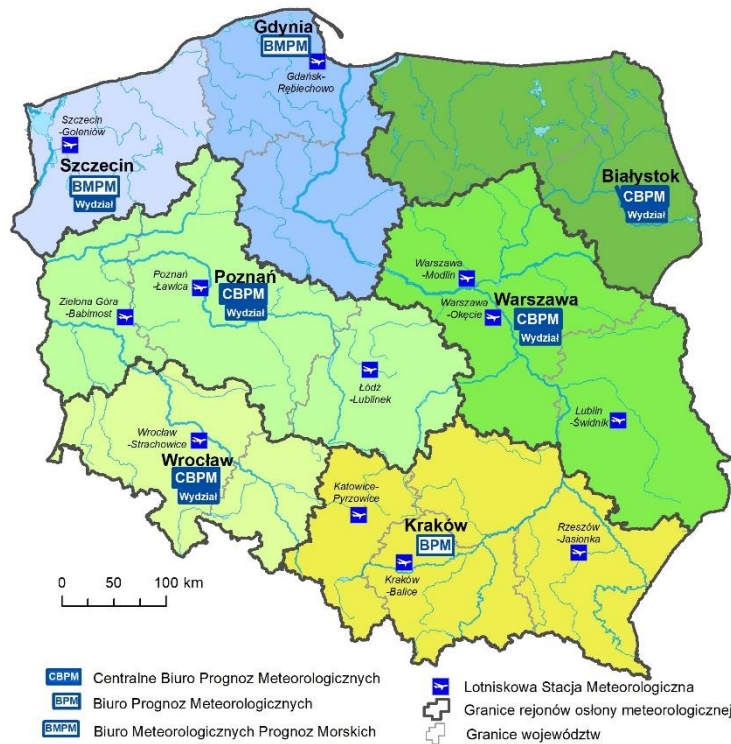 Gdynia
BMPM
Gdańsk-
Rębiechowo
Szczecin
-Goleniów
Szczecin
BMPM
Wydział
Białystok
CBPM
Wydział
Warszawa
-Modlin
Poznań
-Ławica
Poznań
CBPM
Wydział
Warszawa
-Okęcie
Warszawa
CBPM
Wydział
Zielona Góra
-Babimost
Łódź
-Lublinek
Lublin
-Świdnik
Wrocław
-Strachowice
Wrocław
CBPM
Wydział
Katowice-
Pyrzowice
Kraków
BPM
Rzeszów
-Jasionka
Kraków
-Balice
0 50 100 km
CBPM Centralne Biuro Prognoz Meteorologicznych
BPM Biuro Prognoz Meteorologicznych
BMPM Biuro Meteorologicznych Prognoz Morskich
Lotniskowa Stacja Meteorologiczna
Granice rejonów osłony meteorologicznej
Granice województw